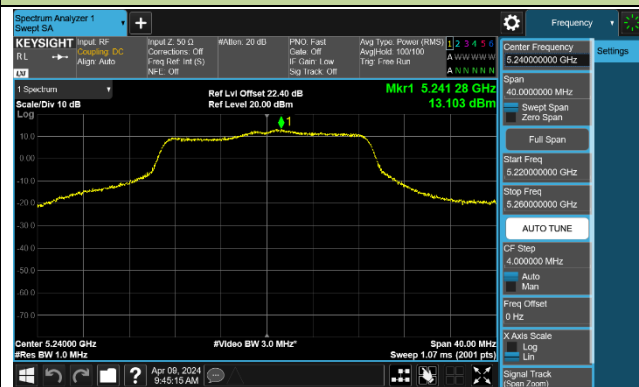 Spectrum Analyzer 1
Swept SA
Frequency
KEYSIGHT
RL
LXI
Input: RF
Coupling: DC
Align: Auto
Input Z: 50 Ω
Corrections: Off
Freq Ref: Int (S)
NFE: Off
#Atten: 20 dB
PNO: Fast
Gate: Off
IF Gain: Low
Sig Track: Off
Avg Type: Power (RMS)
Avg|Hold: 100/100
Trig: Free Run
1 2 3 4 5 6
A W W W W W
A N N N N N
1 Spectrum
Scale/Div 10 dB
Log
Ref Lvl Offset 22.40 dB
Ref Level 20.00 dBm
Mkr1 5.241 28 GHz
13.103 dBm
1
10.0
0.00
-10.0
-20.0
-30.0
-40.0
-50.0
-60.0
-70.0
Center 5.24000 GHz
#Res BW 1.0 MHz
#Video BW 3.0 MHz*
Span 40.00 MHz
Sweep 1.07 ms (2001 pts)
Apr 09, 2024
9:45:15 AM
Center Frequency
5.240000000 GHz
Settings
Span
40.0000000 MHz
Swept Span
Zero Span
Full Span
Start Freq
5.220000000 GHz
Stop Freq
5.260000000 GHz
AUTO TUNE
CF Step
4.000000 MHz
Auto
Man
Freq Offset
0 Hz
X Axis Scale
Log
Lin
Signal Track
(Span Zoom)